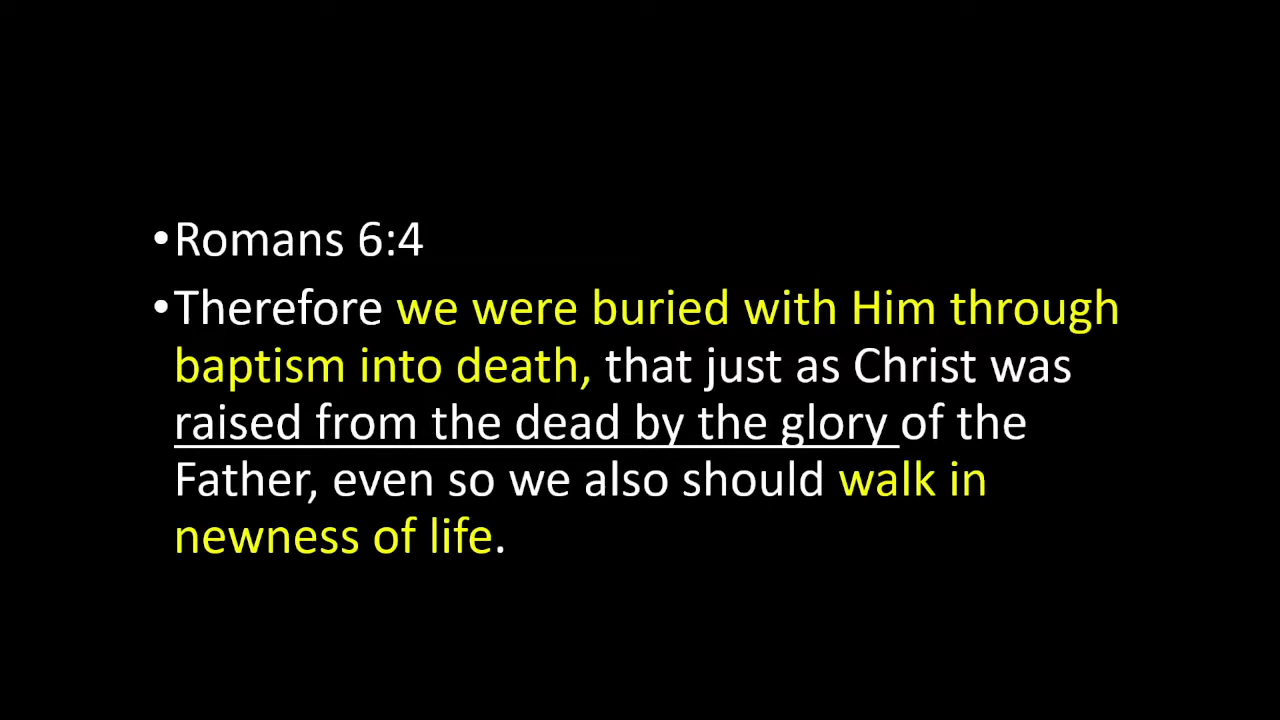 •Romans 6:4
•Therefore we were buried with Him through
baptism into death, that just as Christ was
raised from the dead by the glory of the
Father, even so we also should walk in
newness of life.